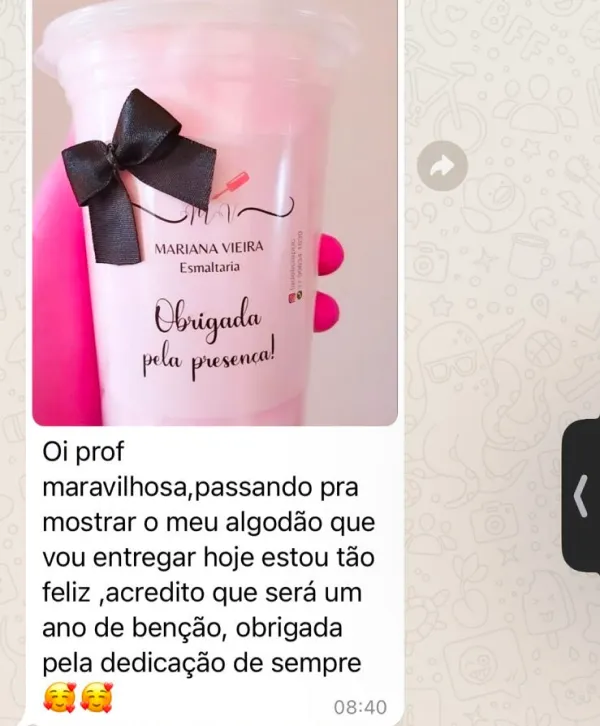 MARIANA VIEIRA
Esmaltaria
Obrigada
pela presença!
Oi prof
maravilhosa,passando pra
mostrar o meu algodão que
vou entregar hoje estou tão
feliz ,acredito que será um
ano de benção, obrigada
pela dedicação de sempre
🥰🥰
08:40